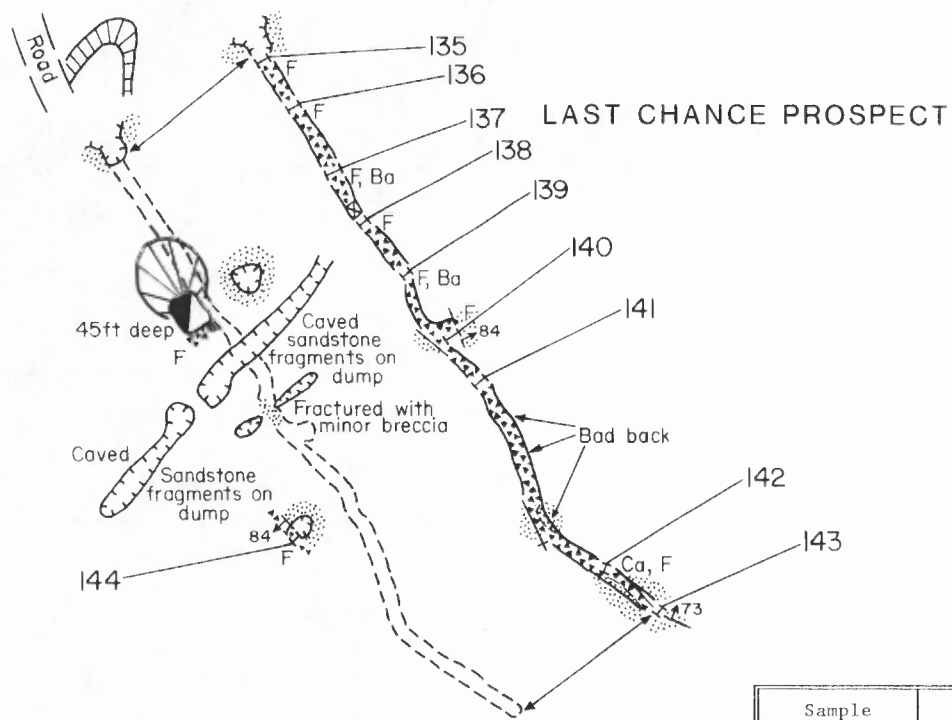 Road
135
F
136
F
137
LAST CHANCE PROSPECT
138
F, Ba
F
139
F, Ba
140
F
84
141
45ft deep
F
Caved
sandstone
fragments on
dump
Fractured with
minor breccia
Caved
Sandstone
fragments on
dump
Bad back
142
84
F
144
Ca, F
143
73
Sample